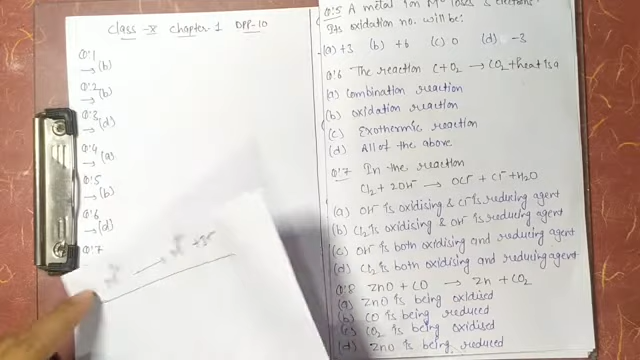 Class-X Chapter-1 DPP-10
Q:1
→(b)
Q:2
→(b)
Q:3
→(d)
Q:4
→(a)
Q:5
→(b)
Q:6
→(d)
Q:7
Q:5 A metal ion M³⁺ loses 3 electrons.
Its oxidation no. will be:
(a) +3 (b) +6 (c) 0 (d) -3
Q:6 The reaction C+O₂ → CO₂+heat is a
(a) Combination reaction
(b) Oxidation reaction
(c) Exothermic reaction
(d) All of the above
Q:7 In the reaction
Cl₂ + 2OH⁻ → OCl⁻ + Cl⁻ + H₂O
(a) OH⁻ is oxidising & Cl⁻ is reducing agent
(b) Cl₂ is oxidising & OH⁻ is reducing agent
(c) OH⁻ is both oxidising and reducing agent
(d) Cl₂ is both oxidising and reducing agent
Q:8 ZnO + CO → Zn + CO₂
(a) ZnO is being oxidised
(b) CO is being reduced
(c) CO₂ is being oxidised
(d) ZnO is being reduced